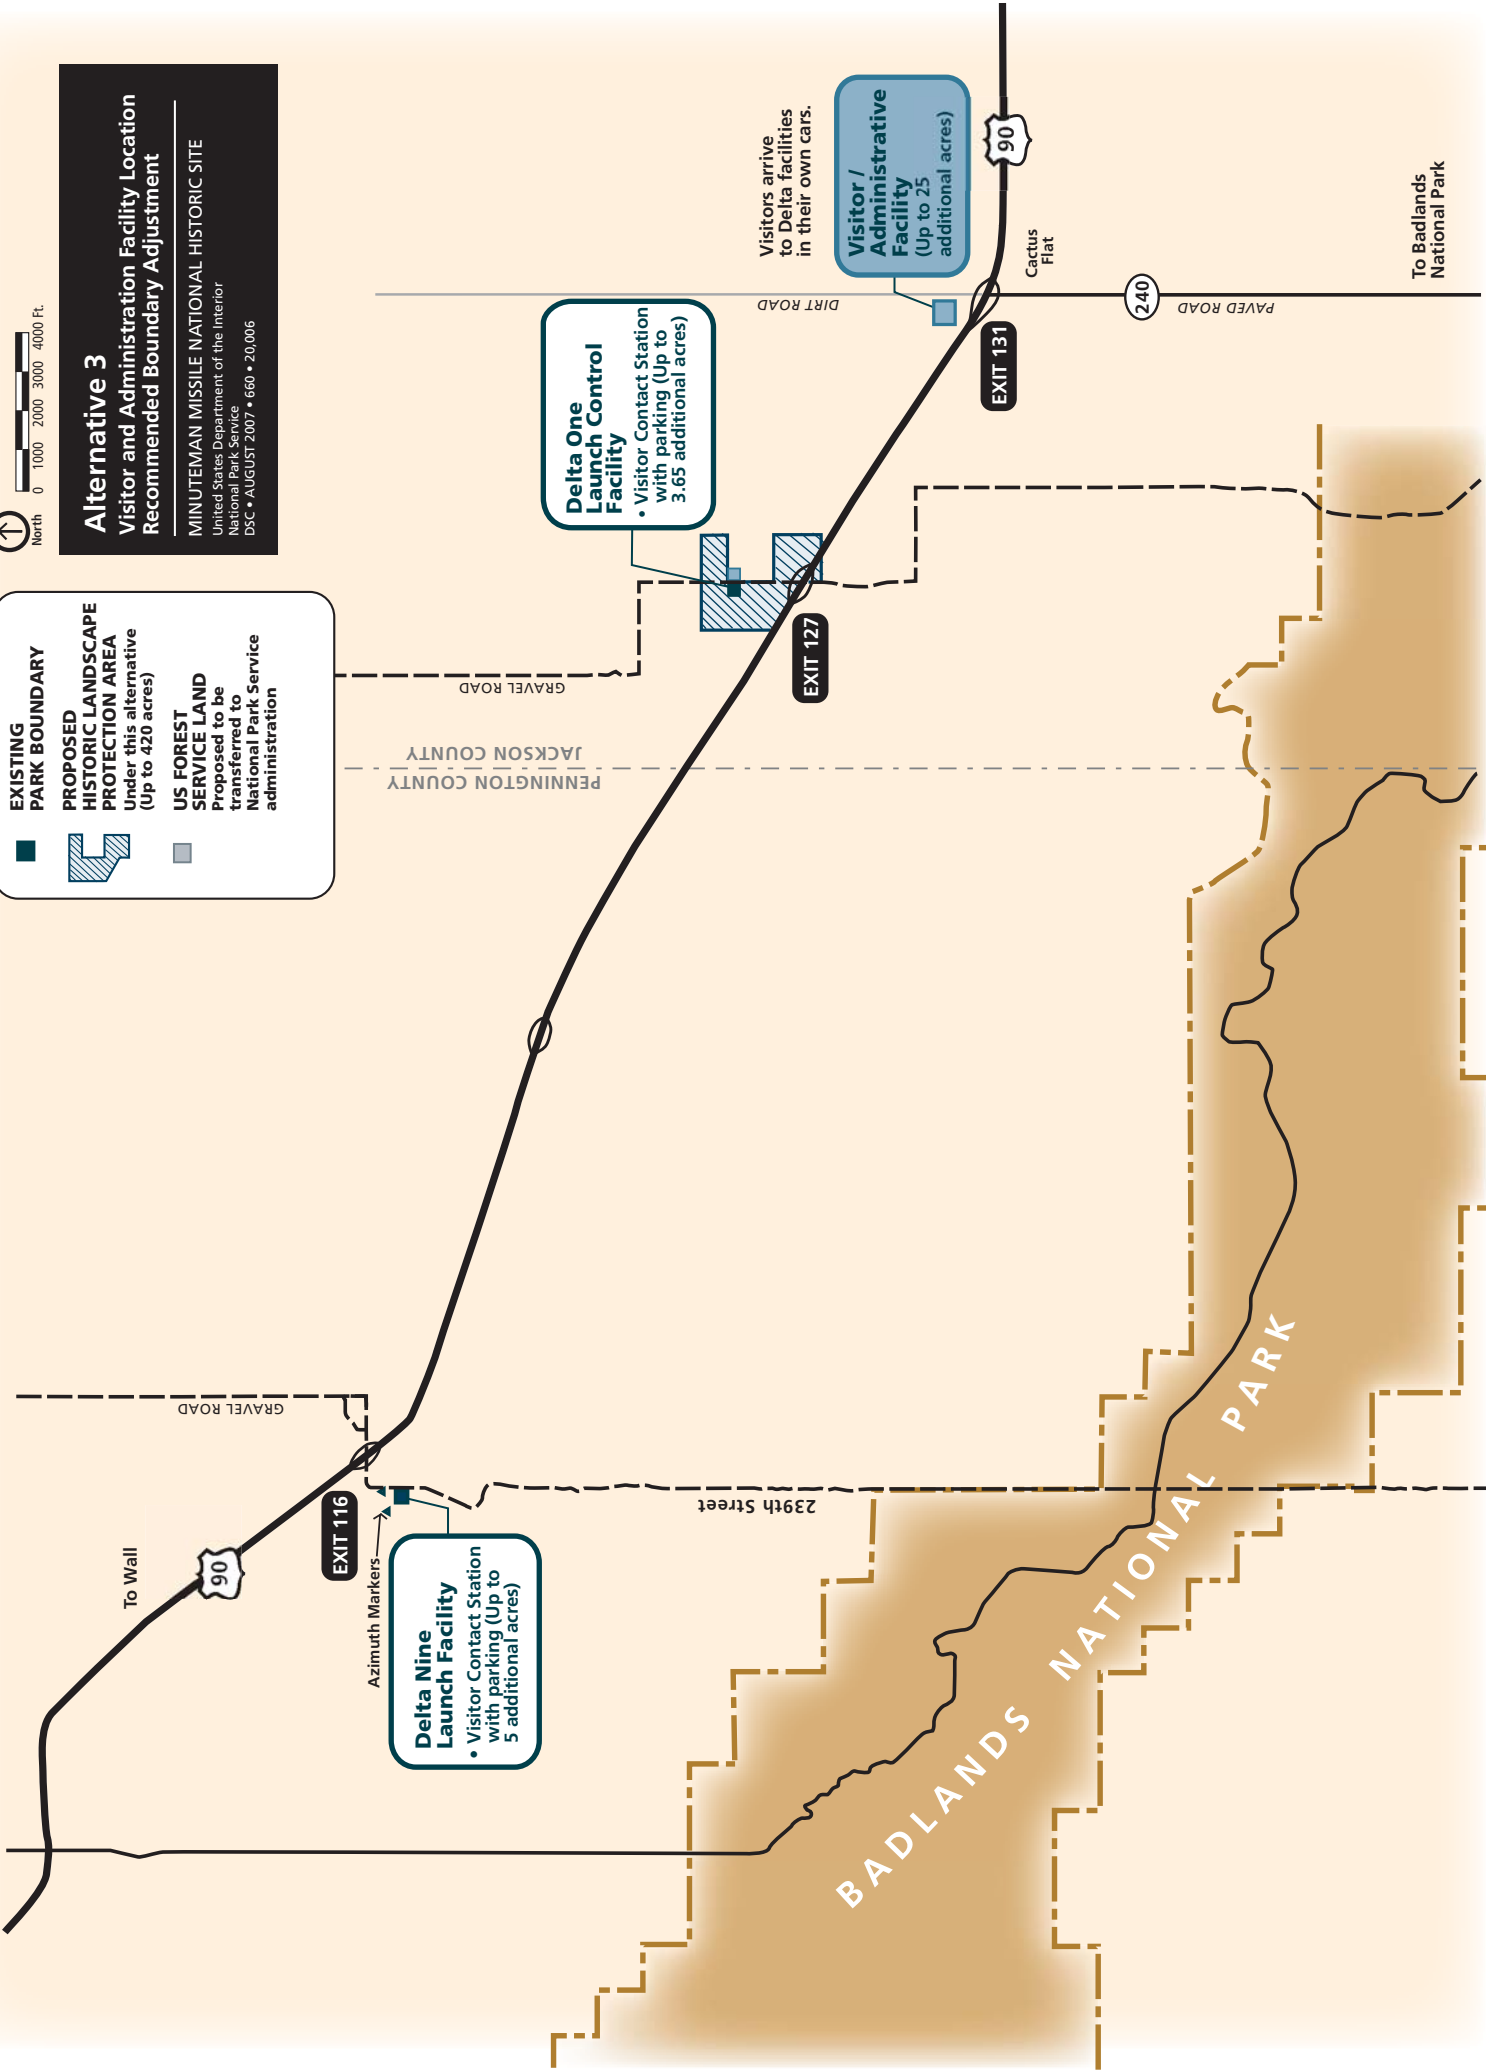 North
0 1000 2000 3000 4000 Ft.
Alternative 3
Visitor and Administration Facility Location
Recommended Boundary Adjustment
MINUTEMAN MISSILE NATIONAL HISTORIC SITE
United States Department of the Interior
National Park Service
DSC • AUGUST 2007 • 660 • 20,006
EXISTING
PARK BOUNDARY
PROPOSED
HISTORIC LANDSCAPE
PROTECTION AREA
Under this alternative
(Up to 420 acres)
US FOREST
SERVICE LAND
Proposed to be
transferred to
National Park Service
administration
To Wall
90
GRAVEL ROAD
EXIT 116
Azimuth Markers
Delta Nine
Launch Facility
• Visitor Contact Station
with parking (Up to
5 additional acres)
239th Street
PENNINGTON COUNTY
JACKSON COUNTY
GRAVEL ROAD
Delta One
Launch Control
Facility
• Visitor Contact Station
with parking (Up to
3.65 additional acres)
EXIT 127
DIRT ROAD
Visitors arrive
to Delta facilities
in their own cars.
Visitor /
Administrative
Facility
(Up to 25
additional acres)
EXIT 131
90
Cactus
Flat
240
PAVED ROAD
To Badlands
National Park
BADLANDS NATIONAL PARK